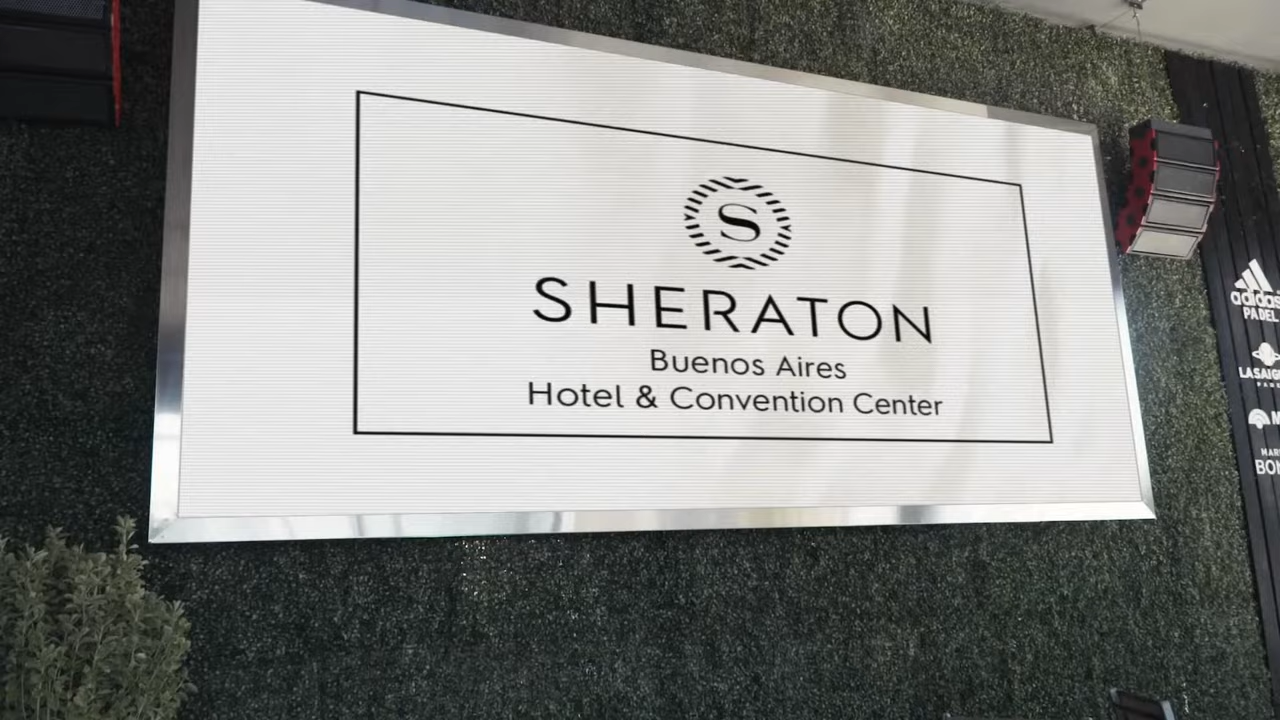 S
SHERATON
Buenos Aires
Hotel & Convention Center
adidas
PADEL